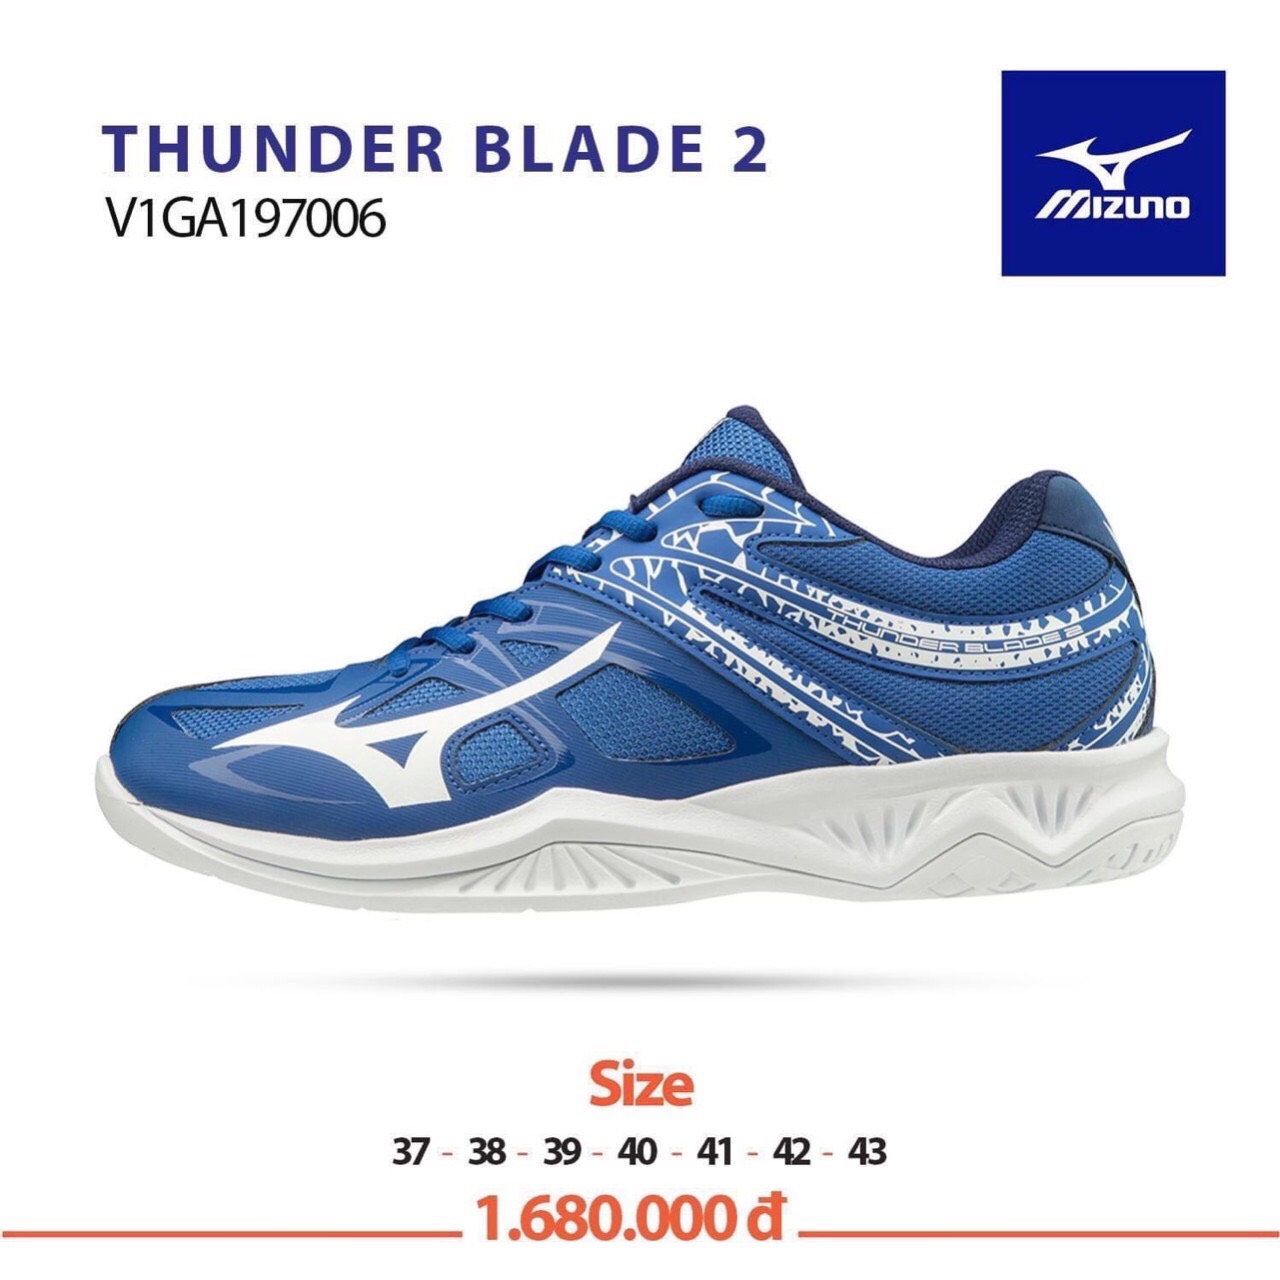 THUNDER BLADE 2
V1GA197006
MIZUNO
THUNDER BLADE 2
Size
37 - 38 - 39 - 40 - 41 - 42 - 43
1.680.000 đ